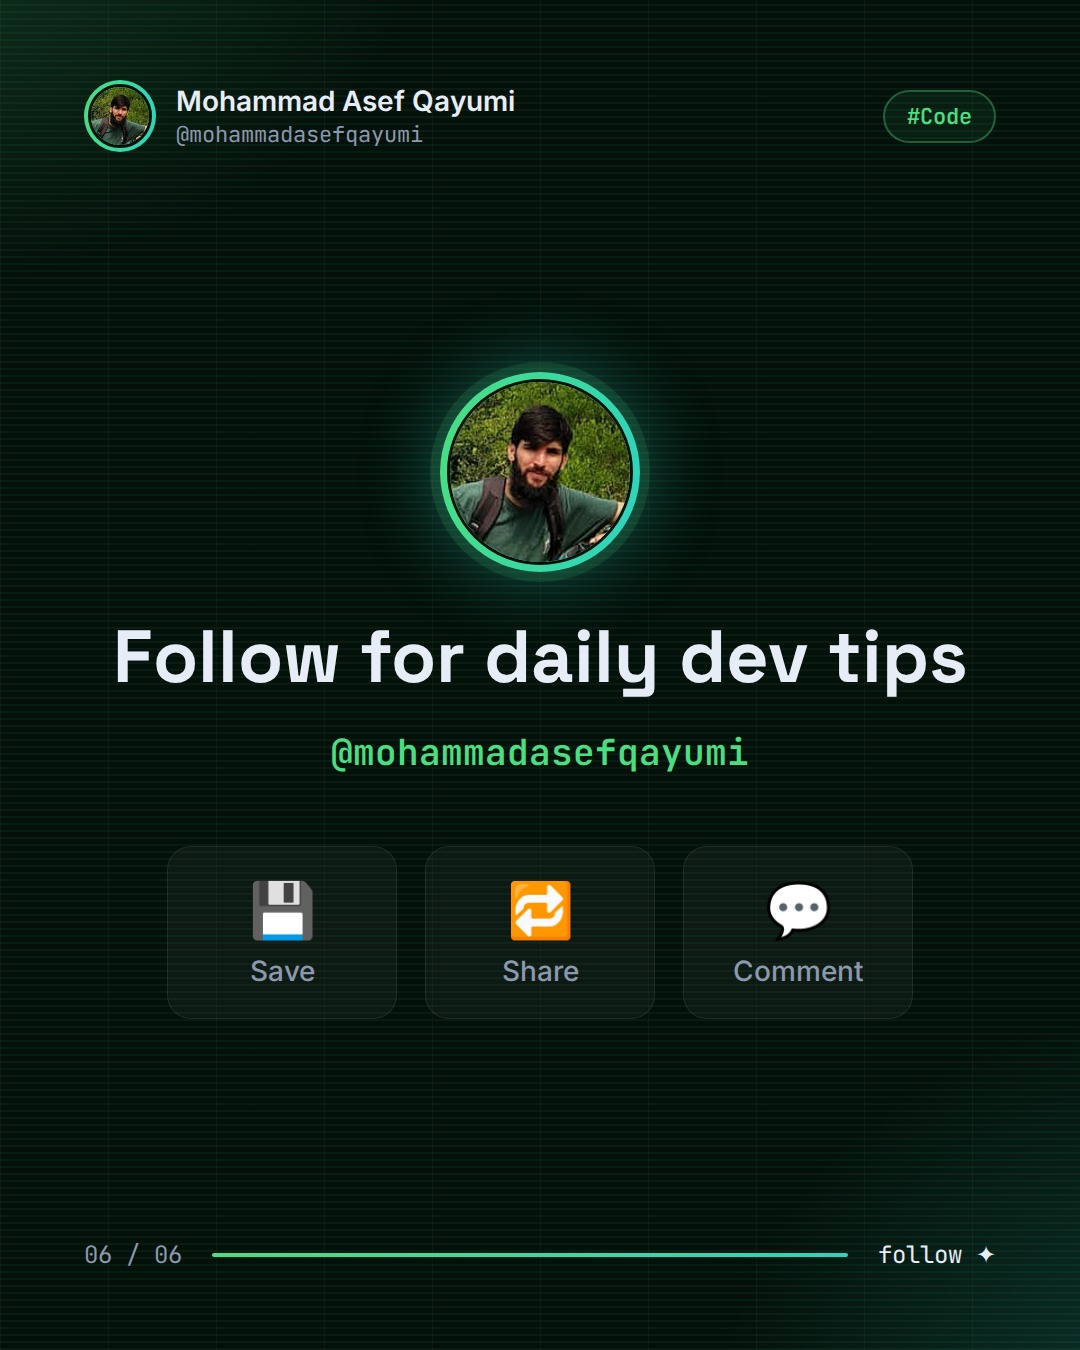 Mohammad Asef Qayumi
@mohammadasefqayumi
#Code
Follow for daily dev tips
@mohammadasefqayumi
Save
Share
Comment
06 / 06
follow ✦